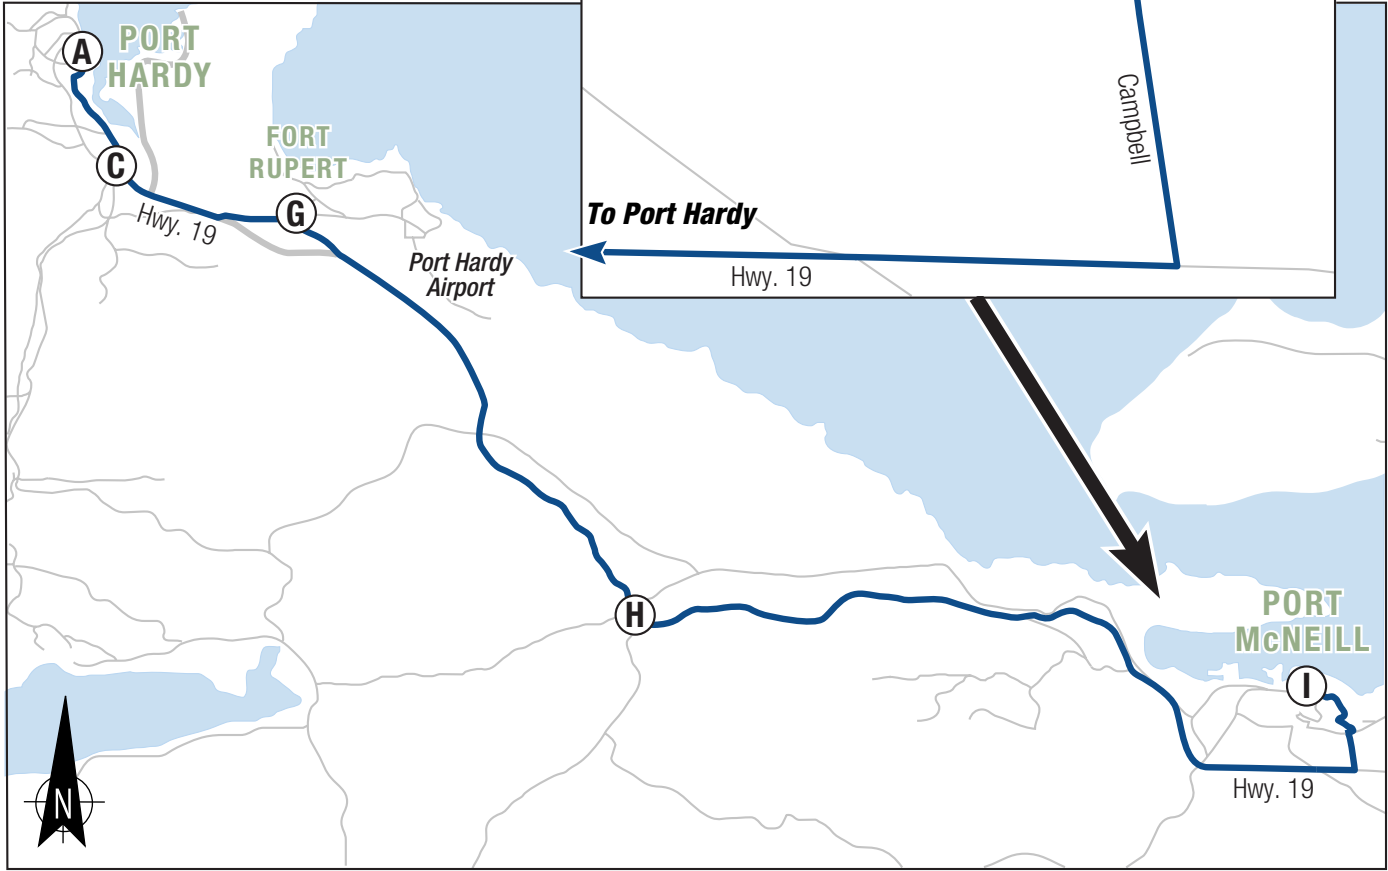 A
PORT
HARDY
C
Hwy. 19
FORT
RUPERT
G
Port Hardy
Airport
To Port Hardy
Hwy. 19
Campbell
H
PORT
McNEILL
I
Hwy. 19
N